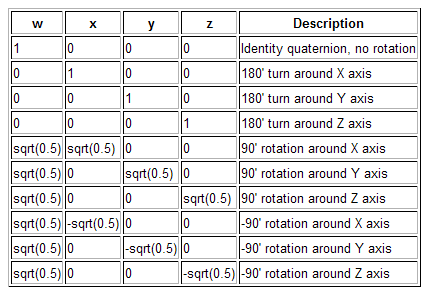 w x y z Description
1 0 0 0 Identity quaternion, no rotation
0 1 0 0 180' turn around X axis
0 0 1 0 180' turn around Y axis
0 0 0 1 180' turn around Z axis
sqrt(0.5) sqrt(0.5) 0 0 90' rotation around X axis
sqrt(0.5) 0 sqrt(0.5) 0 90' rotation around Y axis
sqrt(0.5) 0 0 sqrt(0.5) 90' rotation around Z axis
sqrt(0.5) -sqrt(0.5) 0 0 -90' rotation around X axis
sqrt(0.5) 0 -sqrt(0.5) 0 -90' rotation around Y axis
sqrt(0.5) 0 0 -sqrt(0.5) -90' rotation around Z axis